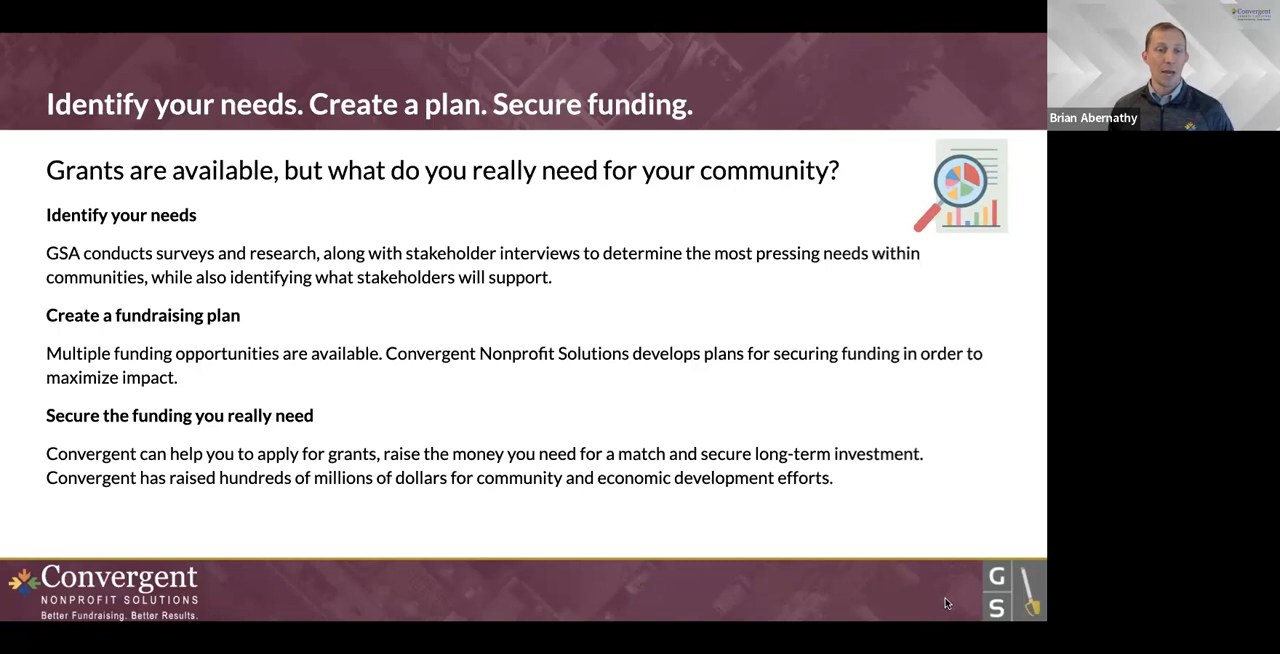 Identify your needs. Create a plan. Secure funding.
Convergent
Brian Abernathy
Grants are available, but what do you really need for your community?
Identify your needs
GSA conducts surveys and research, along with stakeholder interviews to determine the most pressing needs within
communities, while also identifying what stakeholders will support.
Create a fundraising plan
Multiple funding opportunities are available. Convergent Nonprofit Solutions develops plans for securing funding in order to
maximize impact.
Secure the funding you really need
Convergent can help you to apply for grants, raise the money you need for a match and secure long-term investment.
Convergent has raised hundreds of millions of dollars for community and economic development efforts.
Convergent
NONPROFIT SOLUTIONS
Better Fundraising. Better Results.
G
S